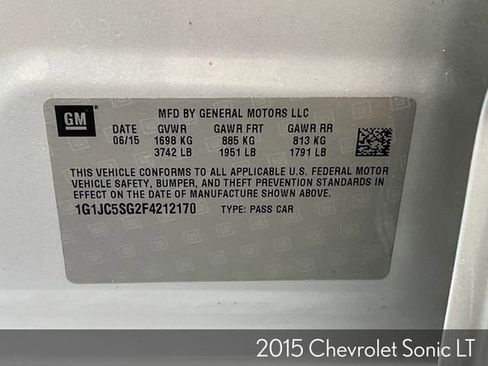 GM
MFD BY GENERAL MOTORS LLC
DATE GVWR GAWR FRT GAWR RR
06/15 1698 KG 885 KG 813 KG
3742 LB 1951 LB 1791 LB
THIS VEHICLE CONFORMS TO ALL APPLICABLE U.S. FEDERAL MOTOR
VEHICLE SAFETY, BUMPER, AND THEFT PREVENTION STANDARDS
IN EFFECT ON THE DATE OF MANUFACTURE SHOWN ABOVE.
1G1JC5SG2F4212170 TYPE: PASS CAR
2015 Chevrolet Sonic LT